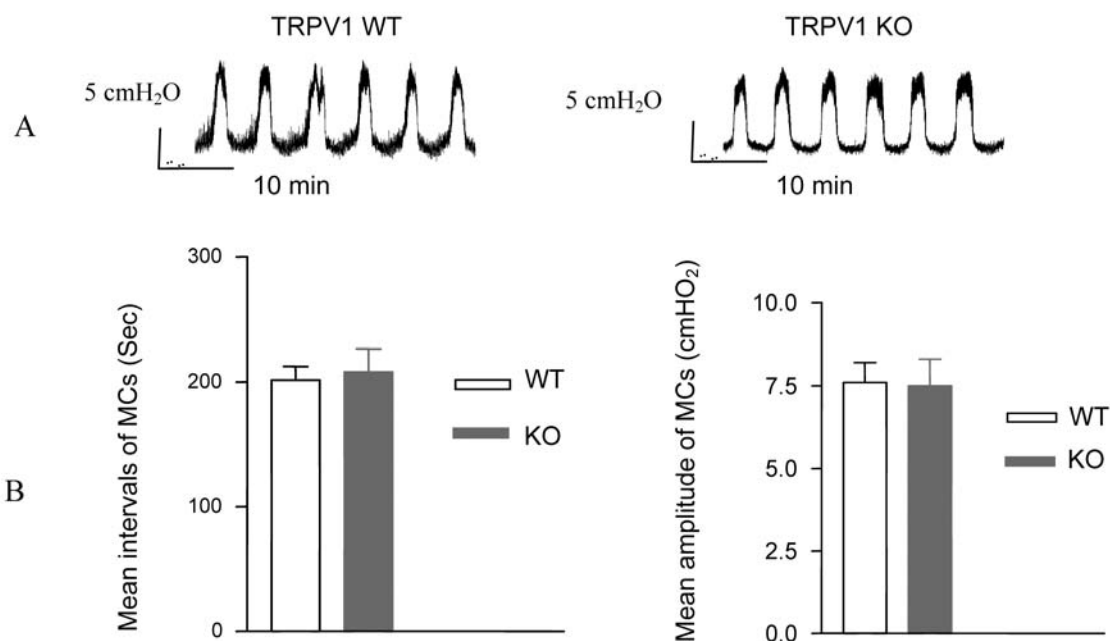 TRPV1 WT
TRPV1 KO
5 cmH₂O
5 cmH₂O
A
10 min
10 min
Mean intervals of MCs (Sec)
300
200
100
0
WT
KO
Mean amplitude of MCs (cmHO₂)
10.0
7.5
5.0
2.5
0.0
WT
KO
B